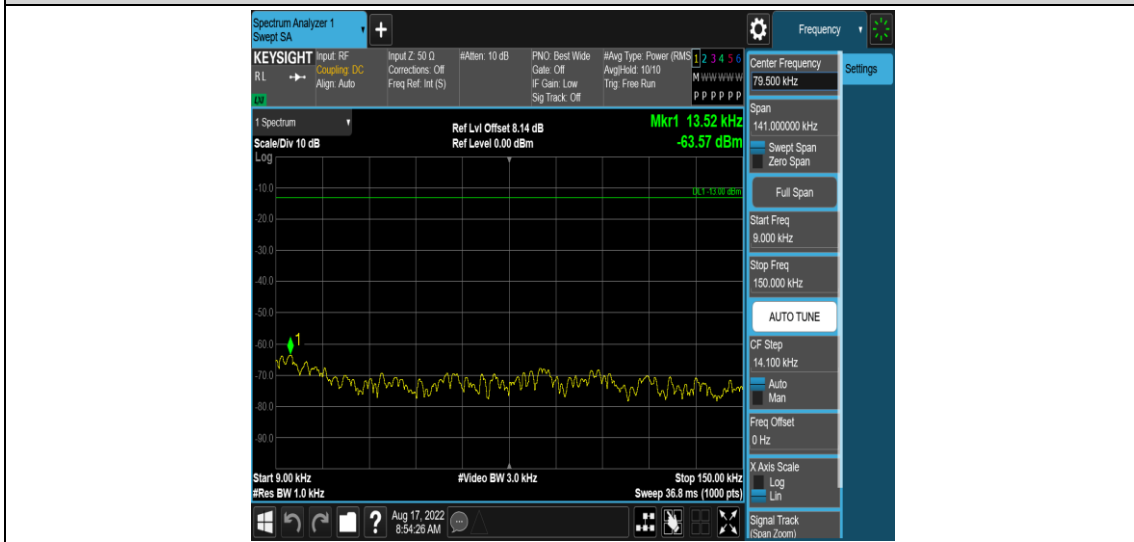 Spectrum Analyzer 1
Swept SA
+
Frequency
KEYSIGHT
RL
LXI
Input: RF
Coupling: DC
Align: Auto
Input Z: 50 Ω
Corrections: Off
Freq Ref: Int (S)
#Atten: 10 dB
PNO: Best Wide
Gate: Off
IF Gain: Low
Sig Track: Off
#Avg Type: Power (RMS
Avg|Hold: 10/10
Trig: Free Run
1 2 3 4 5 6
M W W W W W
P P P P P P
1 Spectrum
Scale/Div 10 dB
Log
Ref Lvl Offset 8.14 dB
Ref Level 0.00 dBm
Mkr1 13.52 kHz
-63.57 dBm
DL1 -13.00 dBm
-10.0
-20.0
-30.0
-40.0
-50.0
-60.0
1
-70.0
-80.0
-90.0
Start 9.00 kHz
#Res BW 1.0 kHz
#Video BW 3.0 kHz
Stop 150.00 kHz
Sweep 36.8 ms (1000 pts)
Center Frequency
79.500 kHz
Settings
Span
141.000000 kHz
Swept Span
Zero Span
Full Span
Start Freq
9.000 kHz
Stop Freq
150.000 kHz
AUTO TUNE
CF Step
14.100 kHz
Auto
Man
Freq Offset
0 Hz
X Axis Scale
Log
Lin
Signal Track
(Span Zoom)
?
Aug 17, 2022
8:54:26 AM